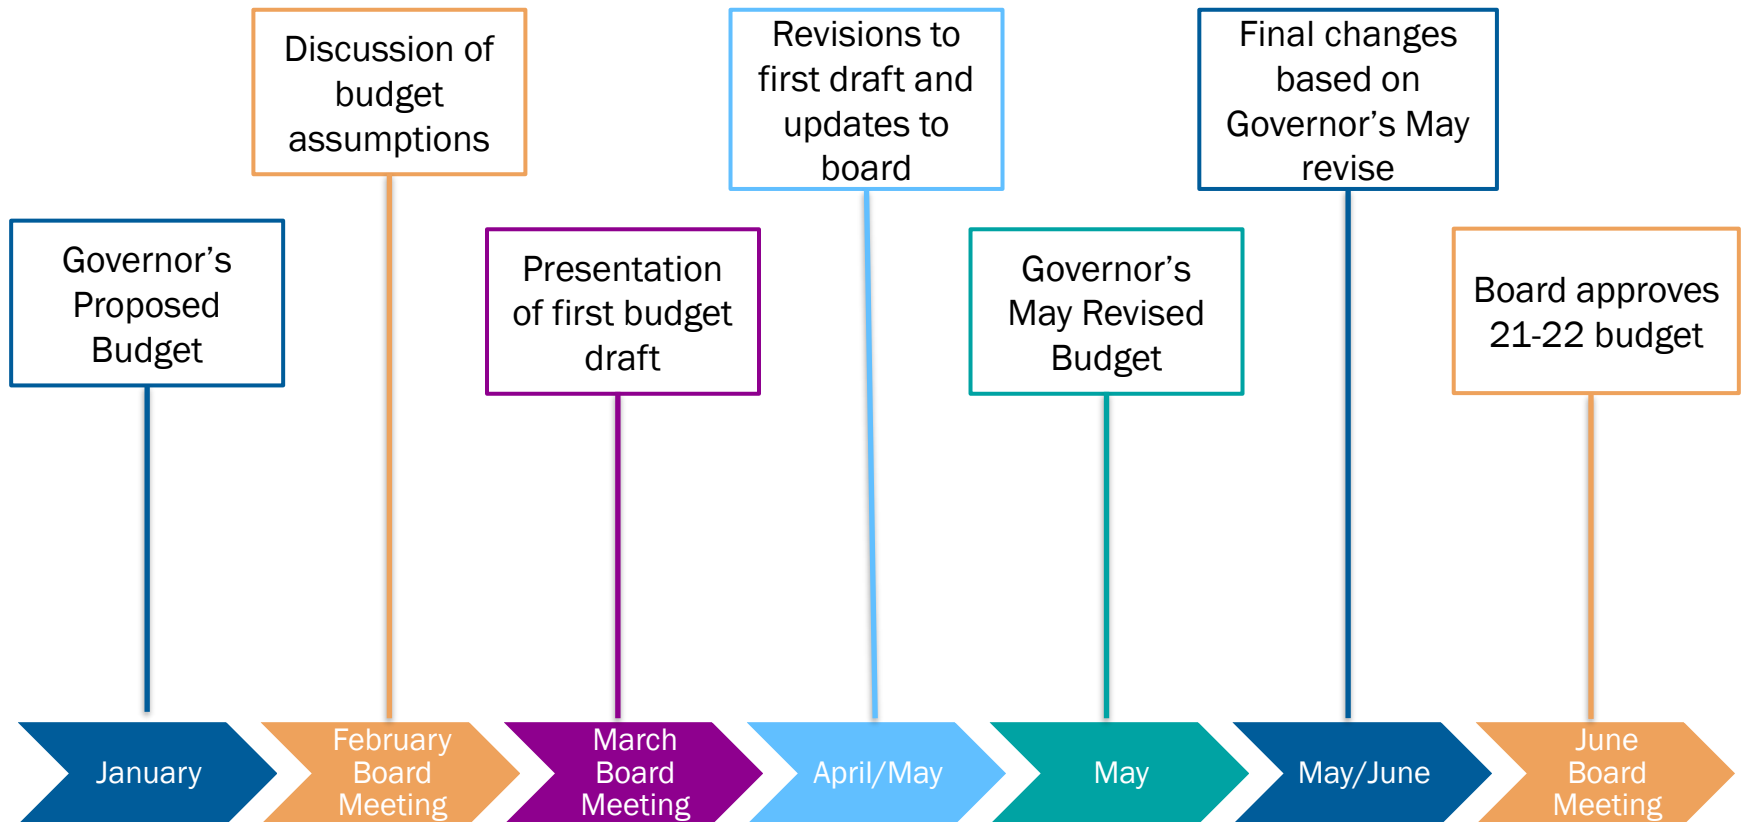 Discussion of
budget
assumptions
Revisions to
first draft and
updates to
board
Final changes
based on
Governor’s May
revise
Governor’s
Proposed
Budget
Presentation
of first budget
draft
Governor’s
May Revised
Budget
Board approves
21-22 budget
January
February
Board
Meeting
March
Board
Meeting
April/May
May
May/June
June
Board
Meeting